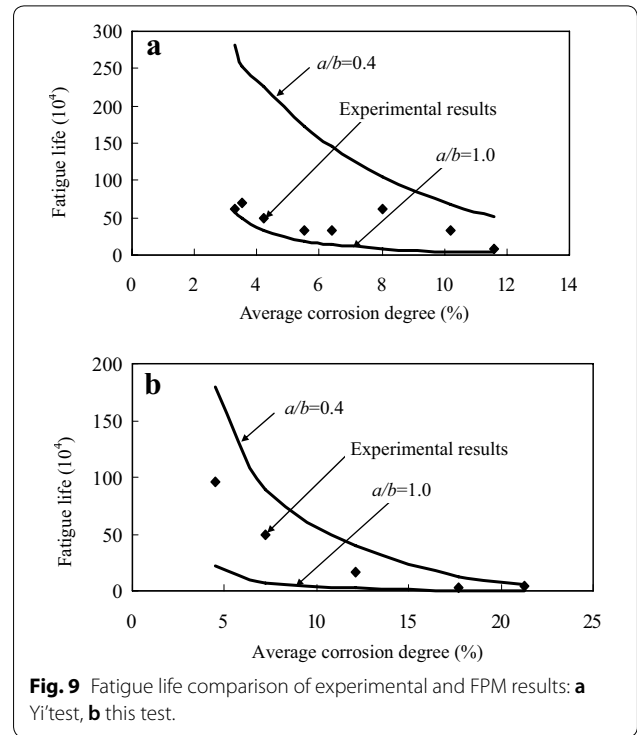 a
300
250
200
150
100
50
0
Fatigue life (10⁴)
a/b=0.4
Experimental results
a/b=1.0
0 2 4 6 8 10 12 14
Average corrosion degree (%)
b
200
150
100
50
0
Fatigue life (10⁴)
a/b=0.4
Experimental results
a/b=1.0
0 5 10 15 20 25
Average corrosion degree (%)
Fig. 9 Fatigue life comparison of experimental and FPM results: a
Yi'test, b this test.